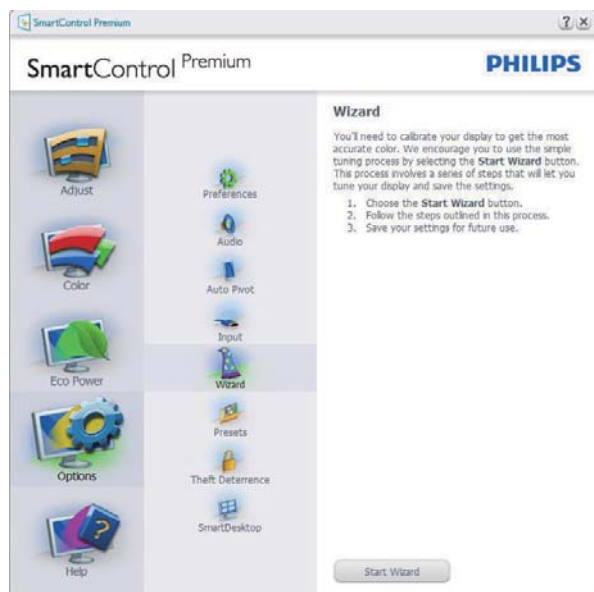 SmartControl Premium
SmartControl Premium
PHILIPS
Adjust
Color
Eco Power
Options
Help
Preferences
Audio
Auto Pivot
Input
Wizard
Presets
Theft Deterrence
SmartDesktop
Wizard
You'll need to calibrate your display to get the most
accurate color. We encourage you to use the simple
tuning process by selecting the Start Wizard button.
This process involves a series of steps that will let you
tune your display and save the settings.
1. Choose the Start Wizard button.
2. Follow the steps outlined in this process.
3. Save your settings for future use.
Start Wizard